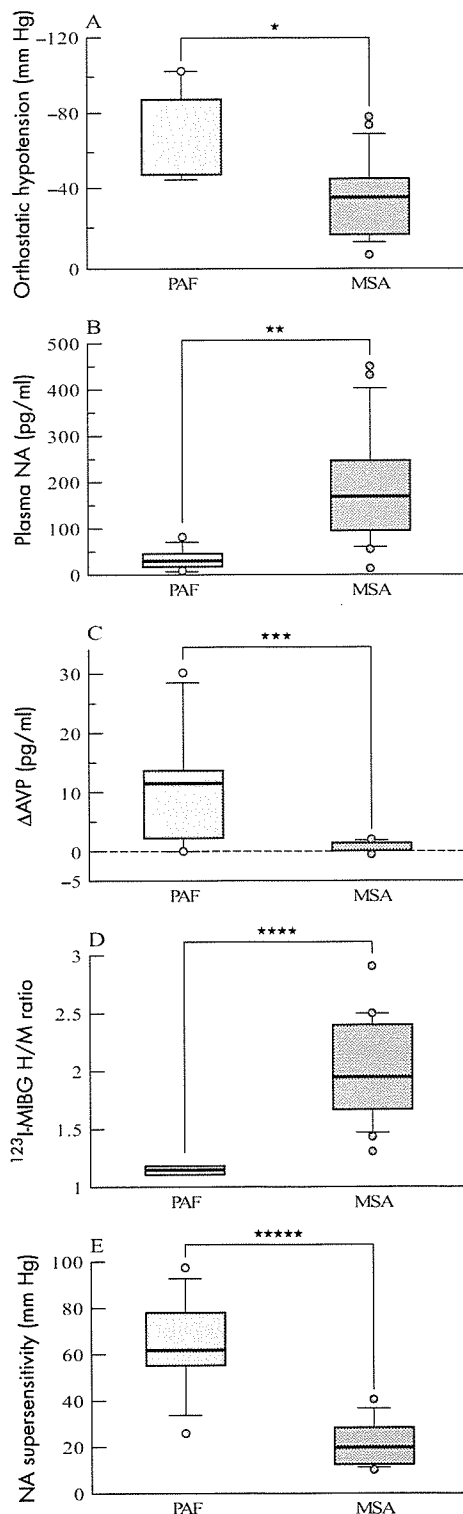 A
Orthostatic hypotension (mm Hg)
-120
-80
-40
0
★
PAF
MSA
B
Plasma NA (pg/ml)
500
400
300
200
100
0
★★
PAF
MSA
C
ΔAVP (pg/ml)
30
20
10
0
-5
★★★
PAF
MSA
D
¹²³I-MIBG H/M ratio
3
2.5
2
1.5
1
★★★★
PAF
MSA
E
NA supersensitivity (mm Hg)
100
80
60
40
20
0
★★★★★
PAF
MSA